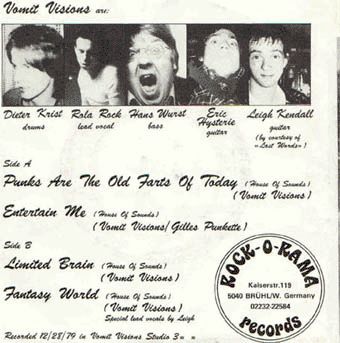 Vomit Visions are:
Dieter Krist
drums
Rola Rock
lead vocal
Hans Wurst
bass
Eric
Hysterie
guitar
Leigh Kendall
guitar
(by courtesy of
»Lost Words«)
Side A
Punks Are The Old Farts Of Today (House Of Sounds)
(Vomit Visions)
Entertain Me (House Of Sounds)
(Vomit Visions/Gilles Punkette)
Side B
Limited Brain (House Of Sounds)
(Vomit Visions)
Fantasy World (House Of Sounds)
(Vomit Visions)
Special lead vocals by Leigh
Recorded 12/28/79 in Vomit Visions Studio 3
ROCK-O-RAMA
Kaiserstr.119
5040 BRÜHL/W. Germany
02232-22584
records